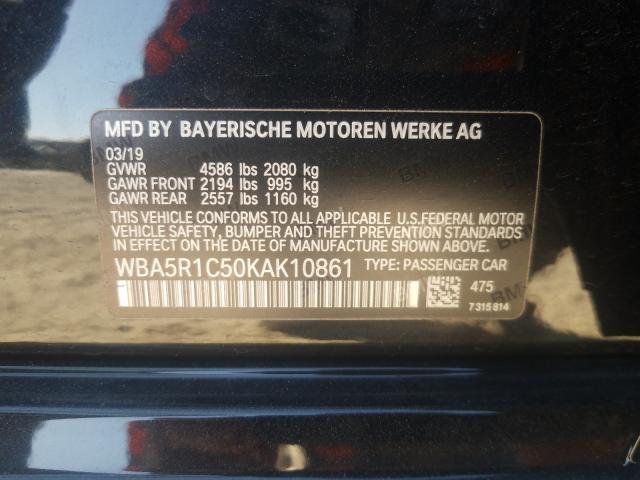 MFD BY BAYERISCHE MOTOREN WERKE AG
03/19
GVWR 4586 lbs 2080 kg
GAWR FRONT 2194 lbs 995 kg
GAWR REAR 2557 lbs 1160 kg
THIS VEHICLE CONFORMS TO ALL APPLICABLE U.S.FEDERAL MOTOR
VEHICLE SAFETY, BUMPER AND THEFT PREVENTION STANDARDS
IN EFFECT ON THE DATE OF MANUFACTURE SHOWN ABOVE.
WBA5R1C50KAK10861 TYPE: PASSENGER CAR
475
7315814